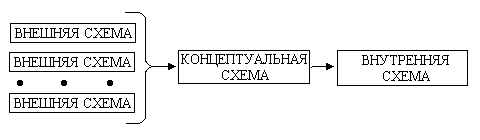 ВНЕШНЯЯ СХЕМА
ВНЕШНЯЯ СХЕМА
ВНЕШНЯЯ СХЕМА
КОНЦЕПТУАЛЬНАЯ
СХЕМА
ВНУТРЕННЯЯ
СХЕМА